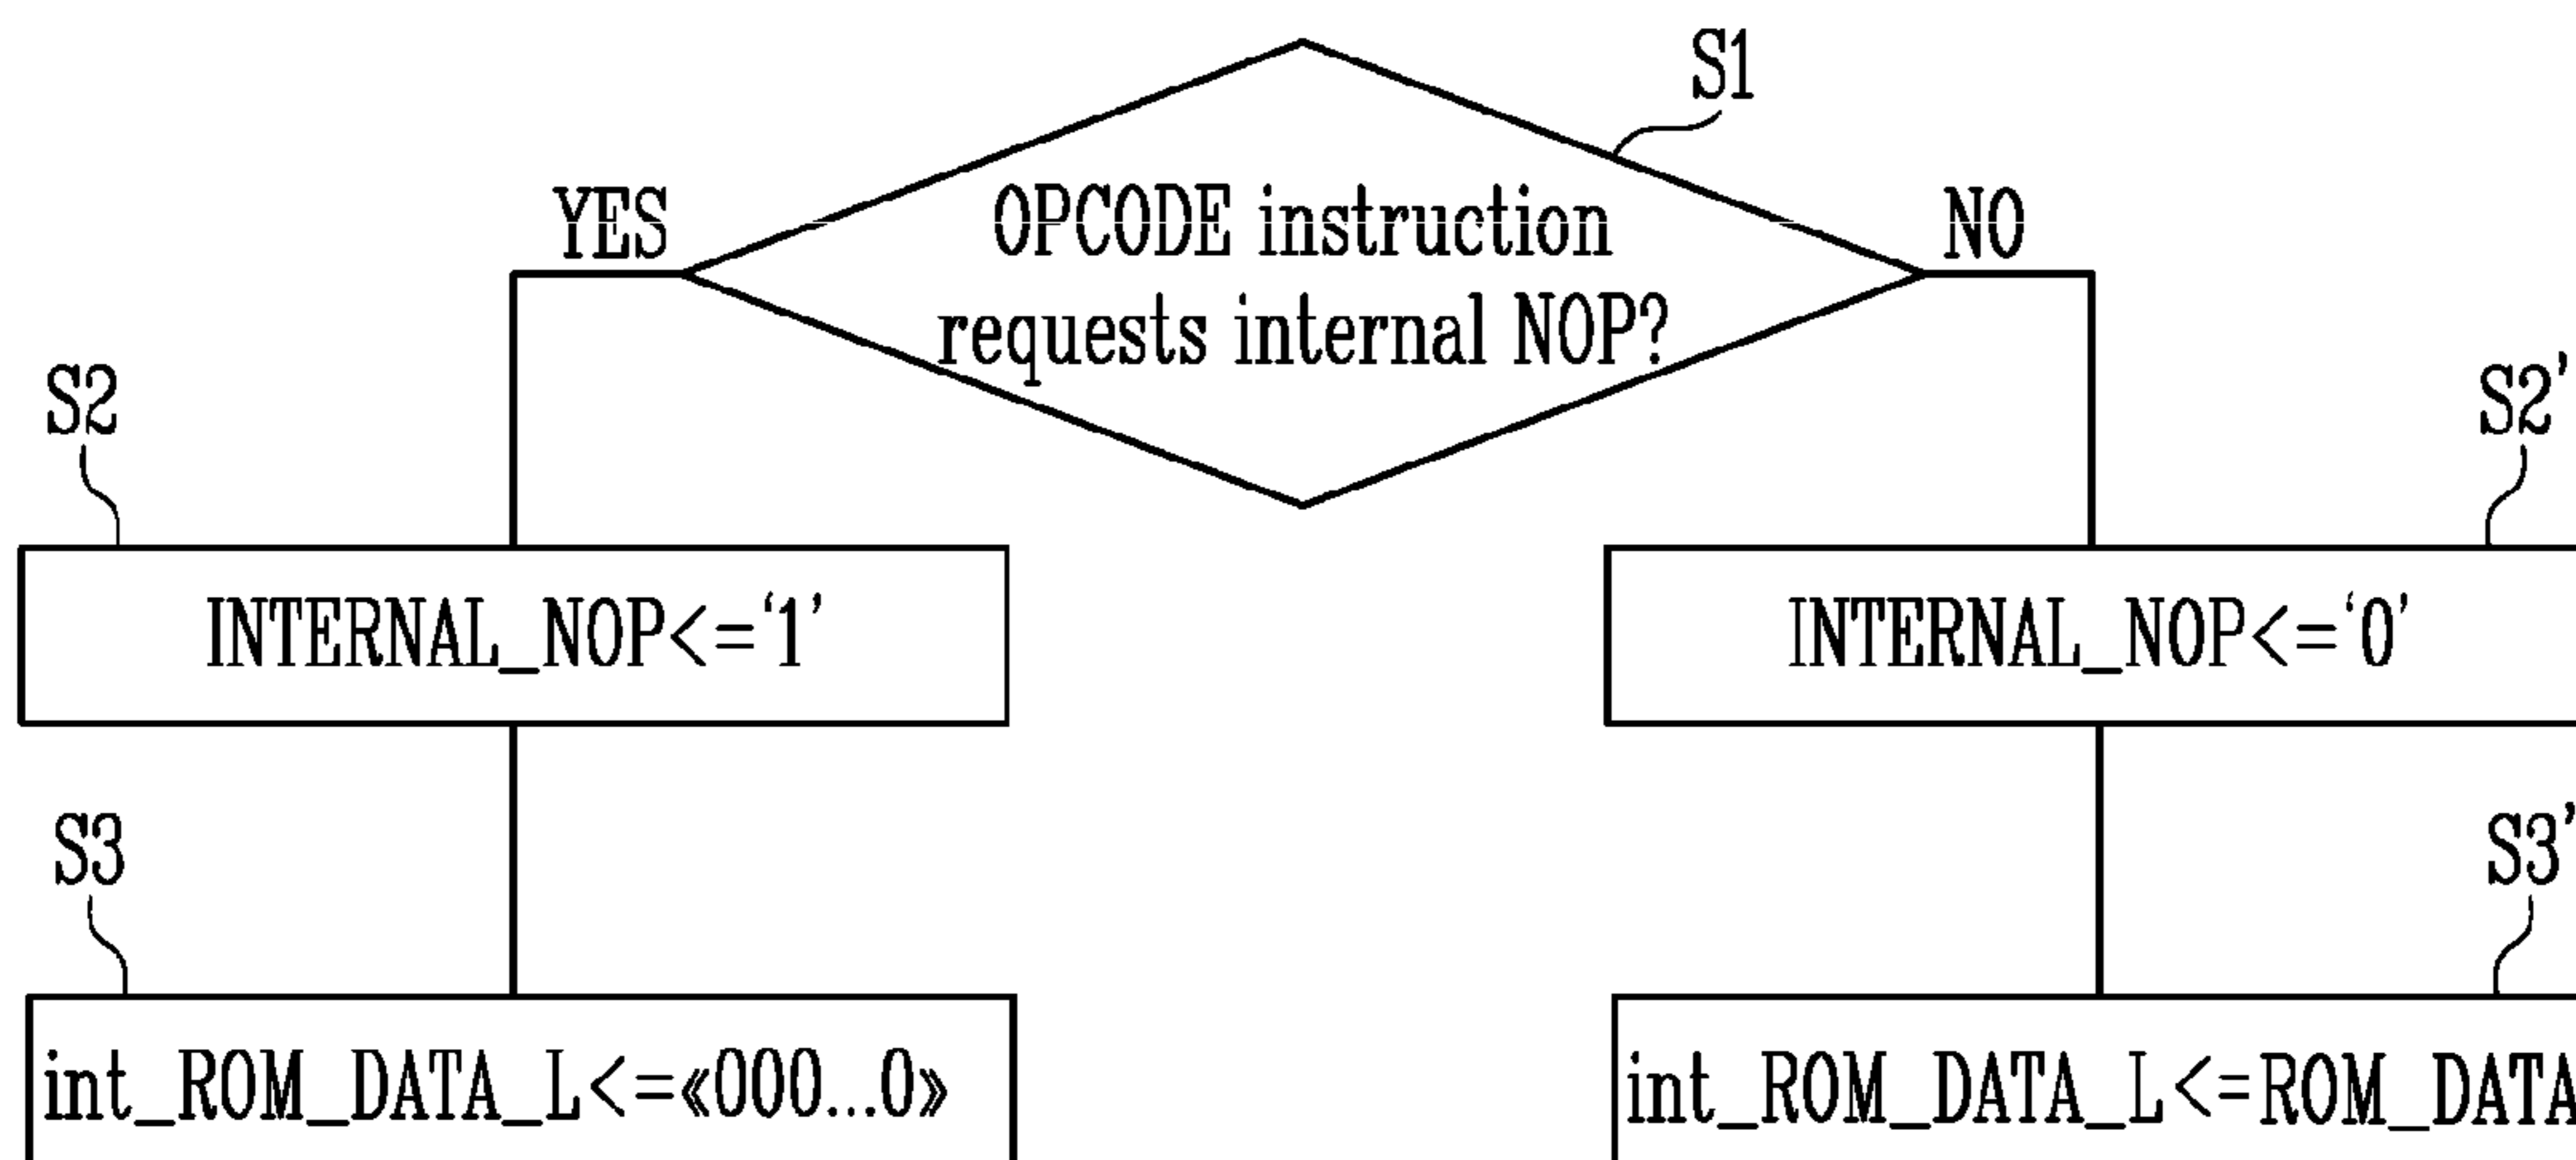 S1
YES
OPCODE instruction
requests internal NOP?
NO
S2
INTERNAL_NOP<=‘1’
S2'
INTERNAL_NOP<=‘0’
S3
int_ROM_DATA_L<=«000...0»
S3'
int_ROM_DATA_L<=ROM_DATA